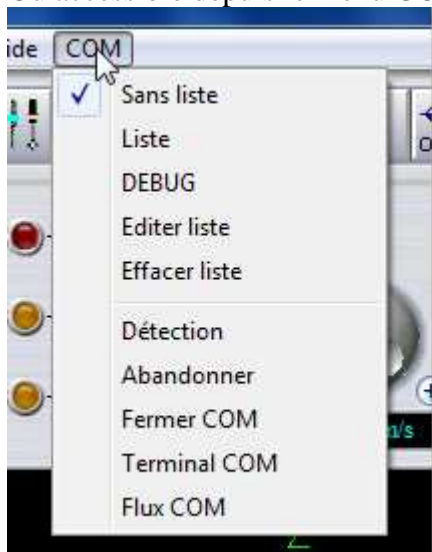 ide COM
Sans liste
Liste
DEBUG
Editer liste
Effacer liste
Détection
Abandonner
Fermer COM
Terminal COM
Flux COM